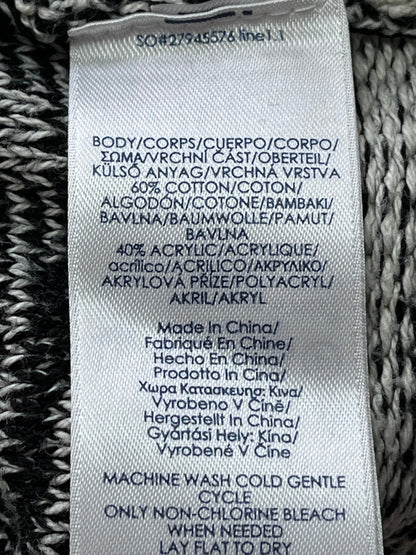 SO#27945576 line1.1
BODY/CORPS/CUERPO/CORPO/
ΣΩΜΑ/VRCHNÍ ČÁST/OBERTEIL/
KÜLSŐ ANYAG/VRCHNÁ VRSTVA
60% COTTON/COTON/
ALGODÓN/COTONE/ΒΑΜΒΑΚΙ/
BAVLNA/BAUMWOLLE/PAMUT/
BAVLNA
40% ACRYLIC/ACRYLIQUE/
acrílico/ACRILICO/ΑΚΡΥΛΙΚΟ/
AKRYLOVÁ PŘÍZE/POLYACRYL/
AKRIL/AKRYL
Made In China/
Fabriqué En Chine/
Hecho En China/
Prodotto In Cina/
Χωρα Κατασκευησ: Κινα/
Vyrobeno V Číně/
Hergestellt In China/
Gyártási Hely: Kína/
Vyrobené V Číne
MACHINE WASH COLD GENTLE
CYCLE
ONLY NON-CHLORINE BLEACH
WHEN NEEDED
LAY FLAT TO DRY